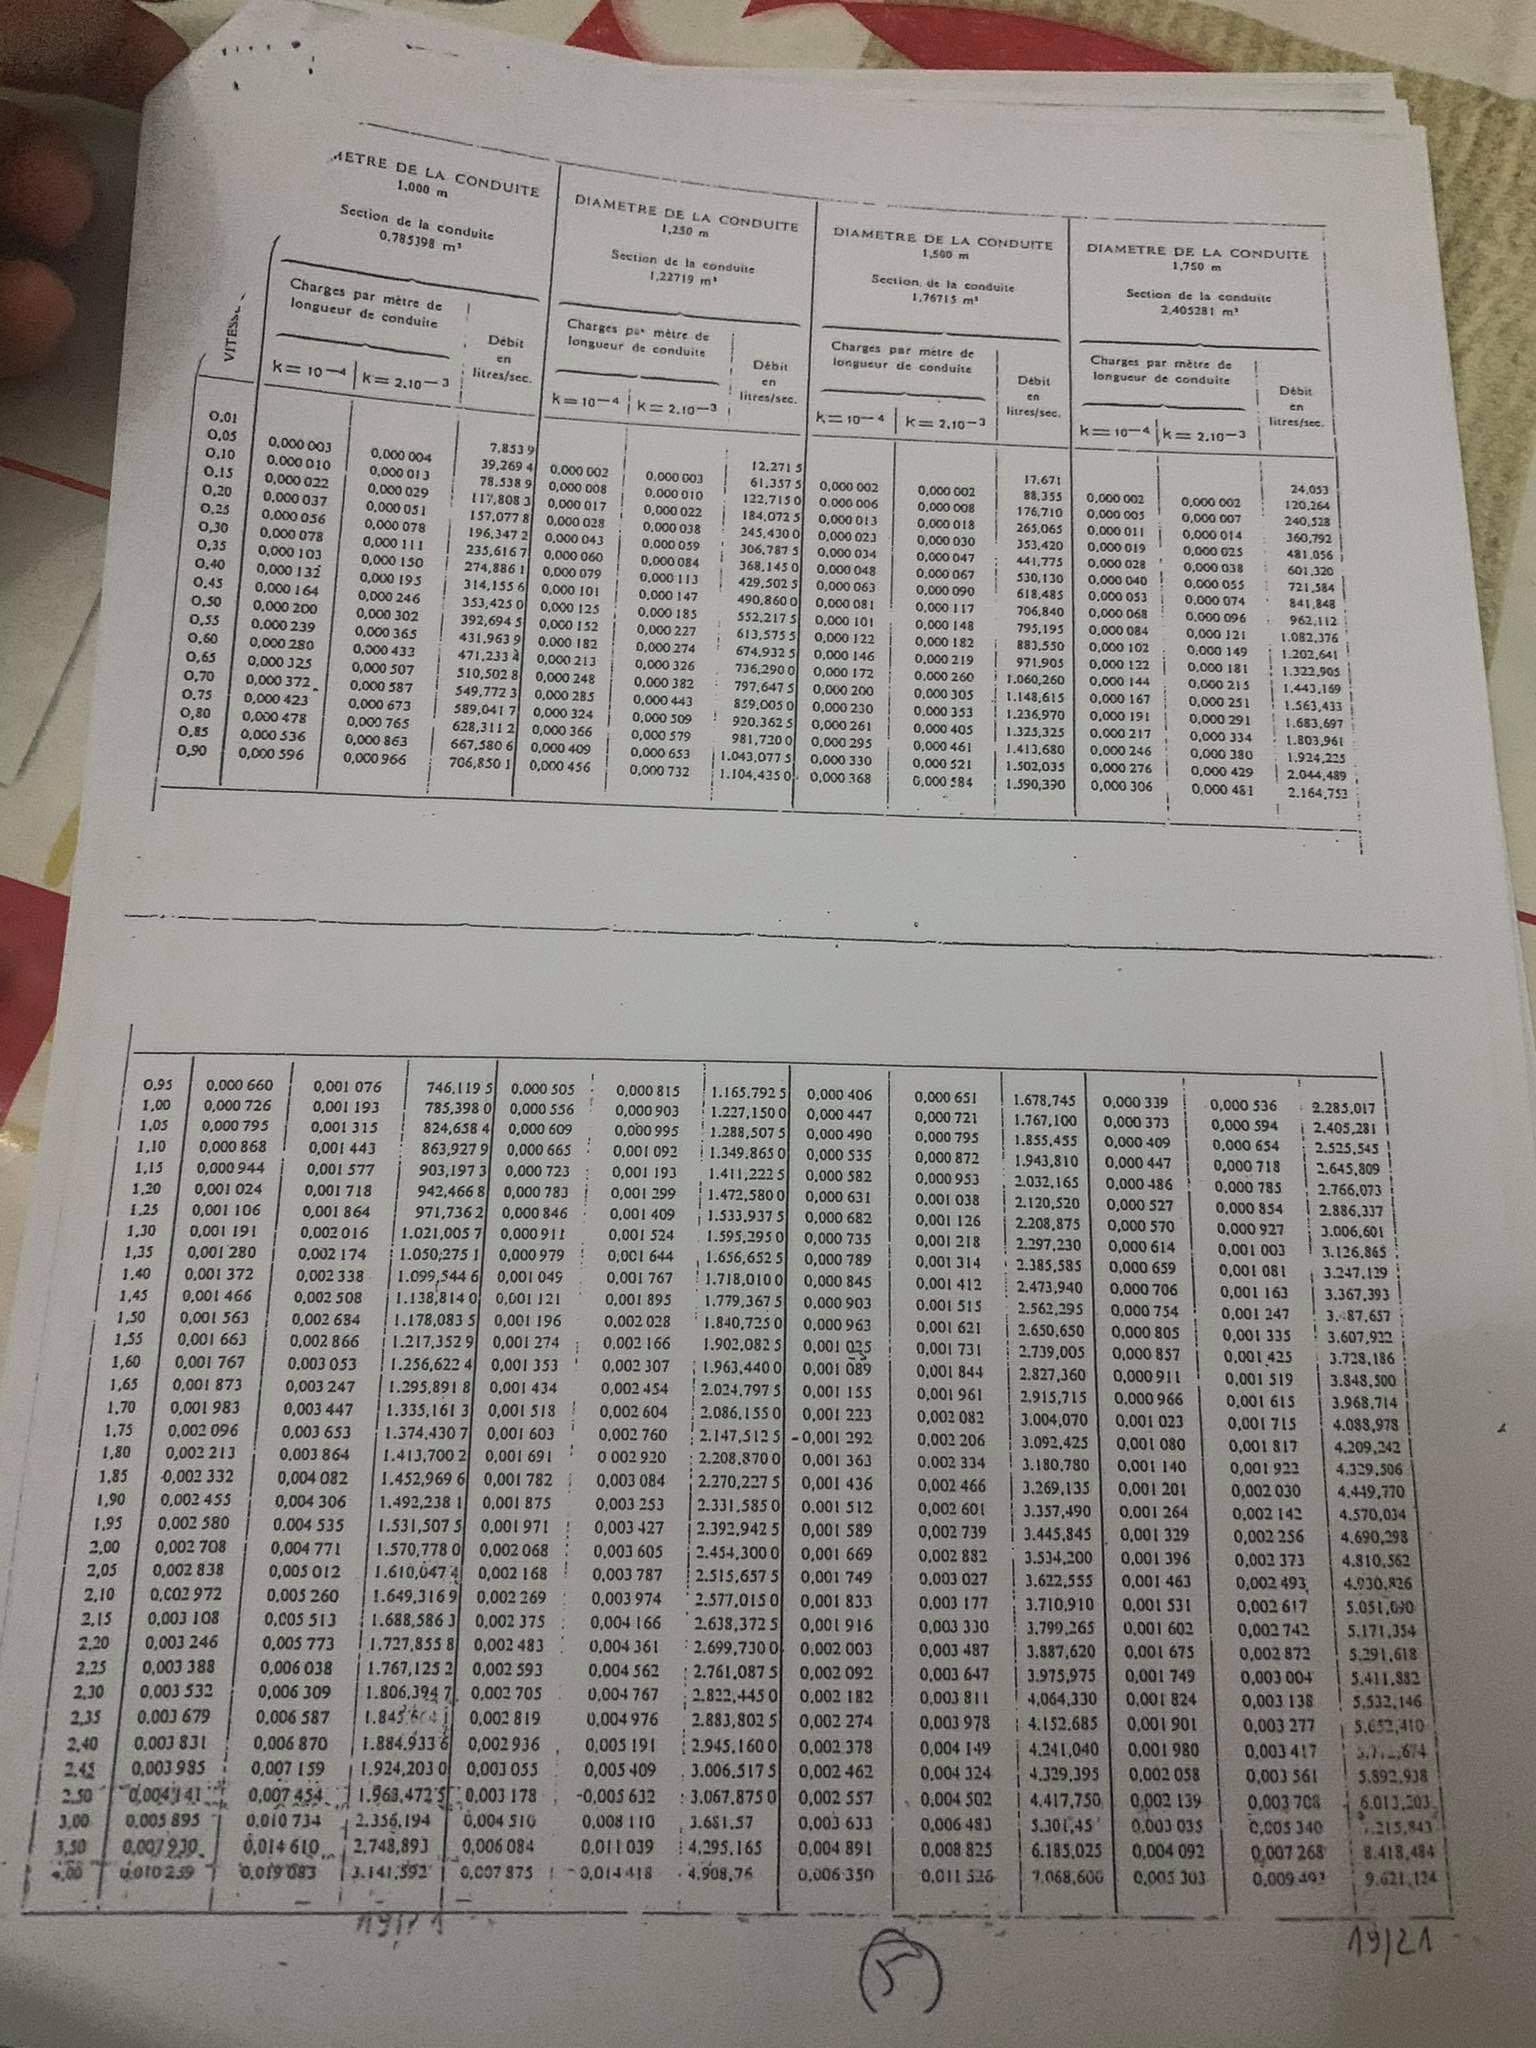 DIAMETRE DE LA CONDUITE 1,250 m
DIAMETRE DE LA CONDUITE 1,500 m
DIAMETRE DE LA CONDUITE 1,750 m
METRE DE LA CONDUITE 1,000 m
Section de la conduite 0,785398 m²
Section de la conduite 1,22719 m²
Section de la conduite 1,76715 m²
Section de la conduite 2,405281 m²
Charges par mètre de longueur de conduite Débit en litres/sec.
Charges par mètre de longueur de conduite Débit en litres/sec.
Charges par mètre de longueur de conduite Débit en litres/sec.
Charges par mètre de longueur de conduite Débit en litres/sec.
k=10—4 k=2.10—3 k=10—4 k=2.10—3 k=10—4 k=2.10—3 k=10—4 k=2.10—3
0,01 7,853 9 12,271 5 17,671 24,053
0,05 0,000 003 0,000 004 39,269 4 0,000 002 0,000 003 61,357 5 0,000 002 0,000 002 88,355 0,000 002 0,000 002 120,264
0,10 0,000 010 0,000 013 78.538 9 0,000 008 0,000 010 122,715 0 0,000 006 0,000 008 176,710 0,000 005 0,000 007 240,528
0,15 0,000 022 0,000 029 117,808 3 0,000 017 0,000 022 184,072 5 0,000 013 0,000 018 265,065 0,000 011 0,000 014 360,792
0,20 0,000 037 0,000 051 157,077 8 0,000 028 0,000 038 245,430 0 0,000 023 0,000 030 353,420 0,000 019 0,000 025 481,056
0,25 0,000 056 0,000 078 196,347 2 0,000 043 0,000 059 306,787 5 0,000 034 0,000 047 441,775 0,000 028 0,000 038 601,320
0,30 0,000 078 0,000 111 235,616 7 0,000 060 0,000 084 368,145 0 0,000 048 0,000 067 530,130 0,000 040 0,000 055 721,584
0,35 0,000 103 0,000 150 274,886 1 0,000 079 0,000 113 429,502 5 0,000 063 0,000 090 618,485 0,000 053 0,000 074 841,848
0,40 0,000 132 0,000 195 314,155 6 0,000 101 0,000 147 490,860 0 0,000 081 0,000 117 706,840 0,000 068 0,000 096 962,112
0,45 0,000 164 0,000 246 353,425 0 0,000 125 0,000 185 552,217 5 0,000 101 0,000 148 795,195 0,000 084 0,000 121 1.082,376
0,50 0,000 200 0,000 302 392,694 5 0,000 152 0,000 227 613,575 5 0,000 122 0,000 182 883,550 0,000 102 0,000 149 1.202,641
0,55 0,000 239 0,000 365 431,963 9 0,000 182 0,000 274 674,932 5 0,000 146 0,000 219 971,905 0,000 122 0,000 181 1.322,905
0,60 0,000 280 0,000 433 471,233 4 0,000 213 0,000 326 736,290 0 0,000 172 0,000 260 1.060,260 0,000 144 0,000 215 1.443,169
0,65 0,000 325 0,000 507 510,502 8 0,000 248 0,000 382 797,647 5 0,000 200 0,000 305 1.148,615 0,000 167 0,000 251 1.563,433
0,70 0,000 372 0,000 587 549,772 3 0,000 285 0,000 443 859,005 0 0,000 230 0,000 353 1.236,970 0,000 191 0,000 291 1.683,697
0,75 0,000 423 0,000 673 589,041 7 0,000 324 0,000 509 920,362 5 0,000 261 0,000 405 1.325,325 0,000 217 0,000 334 1.803,961
0,80 0,000 478 0,000 765 628,311 2 0,000 366 0,000 579 981,720 0 0,000 295 0,000 461 1.413,680 0,000 246 0,000 380 1.924,225
0,85 0,000 536 0,000 863 667,580 6 0,000 409 0,000 653 1.043,077 5 0,000 330 0,000 521 1.502,035 0,000 276 0,000 429 2.044,489
0,90 0,000 596 0,000 966 706,850 1 0,000 456 0,000 732 1.104,435 0 0,000 368 0,000 584 1.590,390 0,000 306 0,000 481 2.164,753
0,95 0,000 660 0,001 076 746,119 5 0,000 505 0,000 815 1.165,792 5 0,000 406 0,000 651 1.678,745 0,000 339 0,000 536 2.285,017
1,00 0,000 726 0,001 193 785,398 0 0,000 556 0,000 903 1.227,150 0 0,000 447 0,000 721 1.767,100 0,000 373 0,000 594 2.405,281
1,05 0,000 795 0,001 315 824,658 4 0,000 609 0,000 995 1.288,507 5 0,000 490 0,000 795 1.855,455 0,000 409 0,000 654 2.525,545
1,10 0,000 868 0,001 443 863,927 9 0,000 665 0,001 092 1.349,865 0 0,000 535 0,000 872 1.943,810 0,000 447 0,000 718 2.645,809
1,15 0,000 944 0,001 577 903,197 3 0,000 723 0,001 193 1.411,222 5 0,000 582 0,000 953 2.032,165 0,000 486 0,000 785 2.766,073
1,20 0,001 024 0,001 718 942,466 8 0,000 783 0,001 299 1.472,580 0 0,000 631 0,001 038 2.120,520 0,000 527 0,000 854 2.886,337
1,25 0,001 106 0,001 864 971,736 2 0,000 846 0,001 409 1.533,937 5 0,000 682 0,001 126 2.208,875 0,000 570 0,000 927 3.006,601
1,30 0,001 191 0,002 016 1.021,005 7 0,000 911 0,001 524 1.595,295 0 0,000 735 0,001 218 2.297,230 0,000 614 0,001 003 3.126,865
1,35 0,001 280 0,002 174 1.050,275 1 0,000 979 0,001 644 1.656,652 5 0,000 789 0,001 314 2.385,585 0,000 659 0,001 081 3.247,129
1,40 0,001 372 0,002 338 1.099,544 6 0,001 049 0,001 767 1.718,010 0 0,000 845 0,001 412 2.473,940 0,000 706 0,001 163 3.367,393
1,45 0,001 466 0,002 508 1.138,814 0 0,001 121 0,001 895 1.779,367 5 0,000 903 0,001 515 2.562,295 0,000 754 0,001 247
1,50 0,001 563 0,002 684 1.178,083 5 0,001 196 0,002 028 1.840,725 0 0,000 963 0,001 621 2.650,650 0,000 805 0,001 335 3.607,922
1,55 0,001 663 0,002 866 1.217,352 9 0,001 274 0,002 166 1.902,082 5 0,001 025 0,001 731 2.739,005 0,000 857 0,001 425 3.728,186
1,60 0,001 767 0,003 053 1.256,622 4 0,001 353 0,002 307 1.963,440 0 0,001 089 0,001 844 2.827,360 0,000 911 0,001 519 3.848,500
1,65 0,001 873 0,003 247 1.295,891 8 0,001 434 0,002 454 2.024,797 5 0,001 155 0,001 961 2.915,715 0,000 966 0,001 615 3.968,714
1,70 0,001 983 0,003 447 1.335,161 3 0,001 518 0,002 604 2.086,155 0 0,001 223 0,002 082 3.004,070 0,001 023 0,001 715 4.088,978
1,75 0,002 096 0,003 653 1.374,430 7 0,001 603 0,002 760 2.147,512 5 0,001 292 0,002 206 3.092,425 0,001 080 0,001 817 4.209,242
1,80 0,002 213 0,003 864 1.413,700 2 0,001 691 0 002 920 2.208,870 0 0,001 363 0,002 334 3.180,780 0,001 140 0,001 922 4.329,506
1,85 0,002 332 0,004 082 1.452,969 6 0,001 782 0,003 084 2.270,227 5 0,001 436 0,002 466 3.269,135 0,001 201 0,002 030 4.449,770
1,90 0,002 455 0,004 306 1.492,238 1 0,001 875 0,003 253 2.331,585 0 0,001 512 0,002 601 3.357,490 0,001 264 0,002 142 4.570,034
1,95 0,002 580 0,004 535 1.531,507 5 0,001 971 0,003 427 2.392,942 5 0,001 589 0,002 739 3.445,845 0,001 329 0,002 256 4.690,298
2,00 0,002 708 0,004 771 1.570,778 0 0,002 068 0,003 605 2.454,300 0 0,001 669 0,002 882 3.534,200 0,001 396 0,002 373 4.810,562
2,05 0,002 838 0,005 012 1.610,047 4 0,002 168 0,003 787 2.515,657 5 0,001 749 0,003 027 3.622,555 0,001 463 0,002 493 4.930,826
2,10 0,002 972 0,005 260 1.649,316 9 0,002 269 0,003 974 2.577,015 0 0,001 833 0,003 177 3.710,910 0,001 531 0,002 617 5.051,090
2,15 0,003 108 0,005 513 1.688,586 3 0,002 375 0,004 166 2.638,372 5 0,001 916 0,003 330 3.799,265 0,001 602 0,002 742 5.171,354
2,20 0,003 246 0,005 773 1.727,855 8 0,002 483 0,004 361 2.699,730 0 0,002 003 0,003 487 3.887,620 0,001 675 0,002 872 5.291,618
2,25 0,003 388 0,006 038 1.767,125 2 0,002 593 0,004 562 2.761,087 5 0,002 092 0,003 647 3.975,975 0,001 749 0,003 004 5.411,882
2,30 0,003 532 0,006 309 1.806,394 7 0,002 705 0,004 767 2.822,445 0 0,002 182 0,003 811 4,064,330 0,001 824 0,003 138 5.532,146
2,35 0,003 679 0,006 587 0,002 819 0,004 976 2.883,802 5 0,002 274 0,003 978 4.152,685 0,001 901 0,003 277 5.652,410
2,40 0,003 831 0,006 870 1.884,933 6 0,002 936 0,005 191 2.945,160 0 0,002 378 0,004 149 4.241,040 0,001 980 0,003 417
2,45 0,003 985 0,007 159 1.924,203 0 0,003 055 0,005 409 3.006,517 5 0,002 462 0,004 324 4.329,395 0,002 058 0,003 561 5.892,938
2,50 0,004 141 0,007 454 1.963,472 5 0,003 178 0,005 632 3.067,875 0 0,002 557 0,004 502 4.417,750 0,002 139 0,003 708 6.013,203
3,00 0,005 895 0,010 734 2.356,194 0,004 510 0,008 110 3.681,57 0,003 633 0,006 483 5.301,45 0,003 035 0,005 340
3,50 0,007 930 0,014 610 2.748,893 0,006 084 0,011 039 4,295,165 0,004 891 0,008 825 6.185,025 0,004 092 0,007 268 8.418,484
4,00 0,010 259 0,019 083 3.141,592 0,007 875 0,014 418 4.908,76 0,006 350 0,011 526 7.068,600 0,005 303 9.621,124
19/21
5